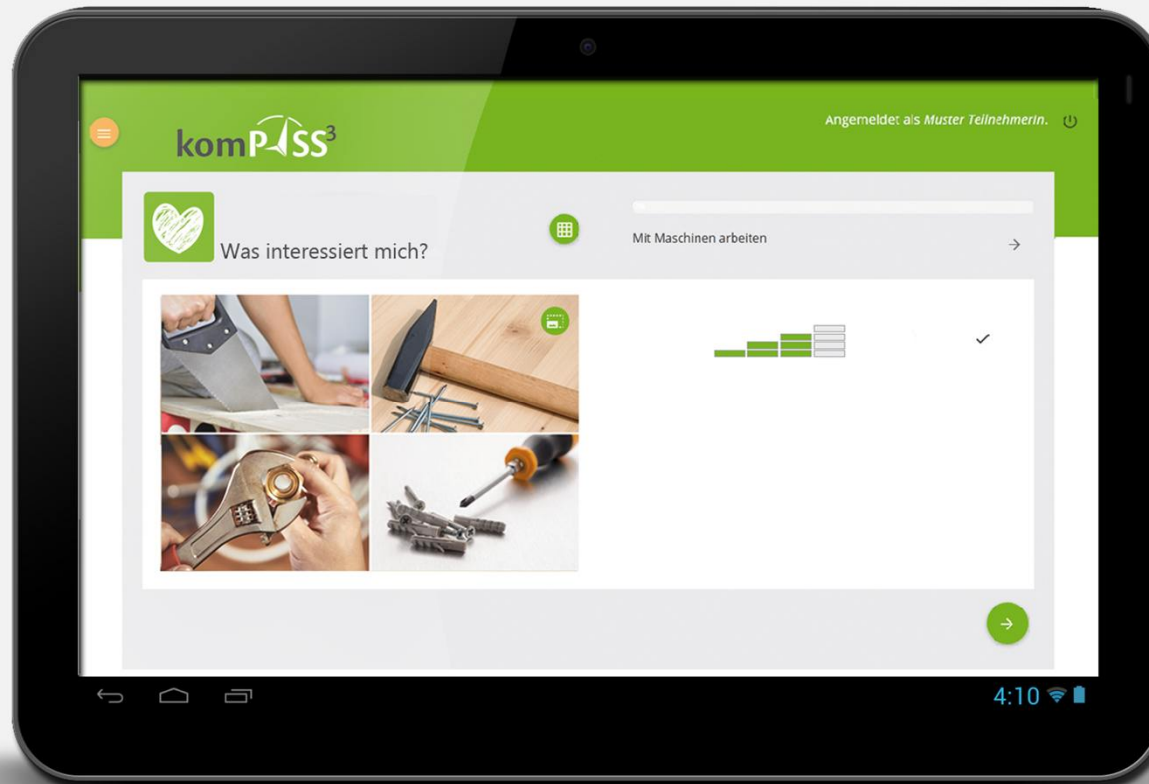 komPASS³
Angemeldet als Muster TeilnehmerIn.
Was interessiert mich?
Mit Maschinen arbeiten
4:10